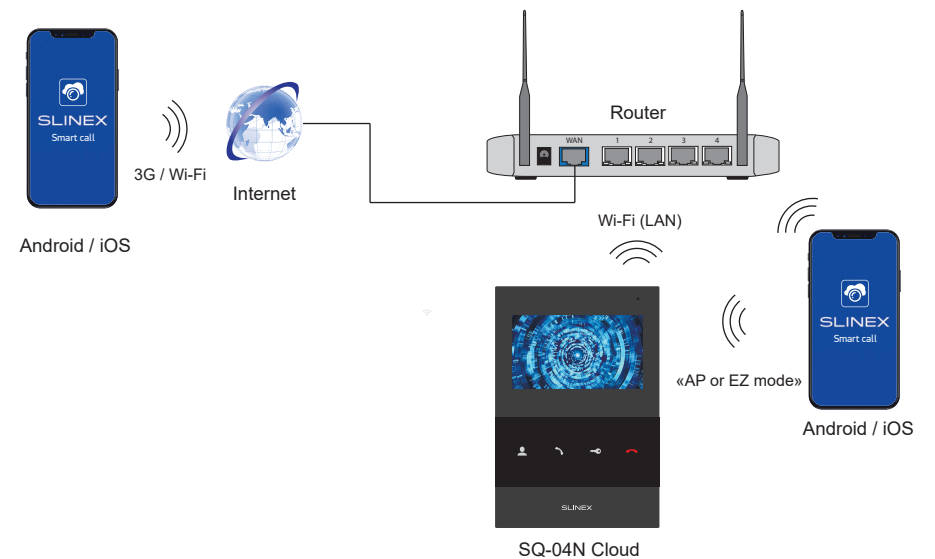 SLINEX
Smart call
3G / Wi-Fi
Android / iOS
Internet
Router
WAN 1 2 3 4
Wi-Fi (LAN)
«AP or EZ mode»
SLINEX
Smart call
Android / iOS
SLINEX
SQ-04N Cloud